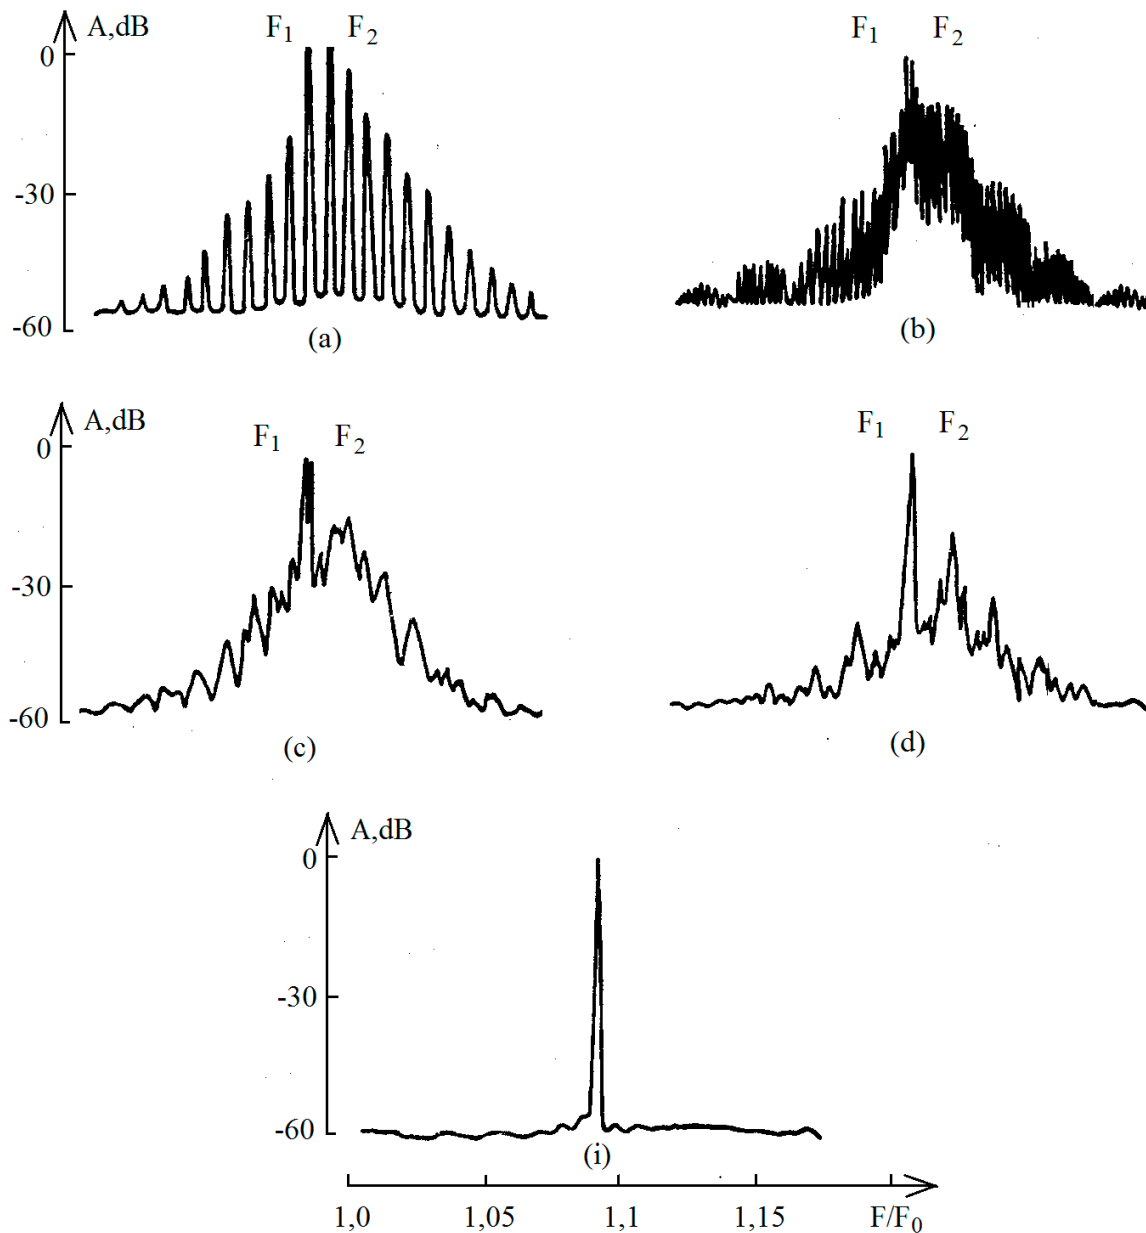 A,dB F₁ F₂
0
-30
-60
(a)
F₁ F₂
(b)
A,dB
F₁ F₂
0
-30
-60
(c)
F₁ F₂
(d)
A,dB
0
-30
-60
(i)
1,0 1,05 1,1 1,15 F/F₀